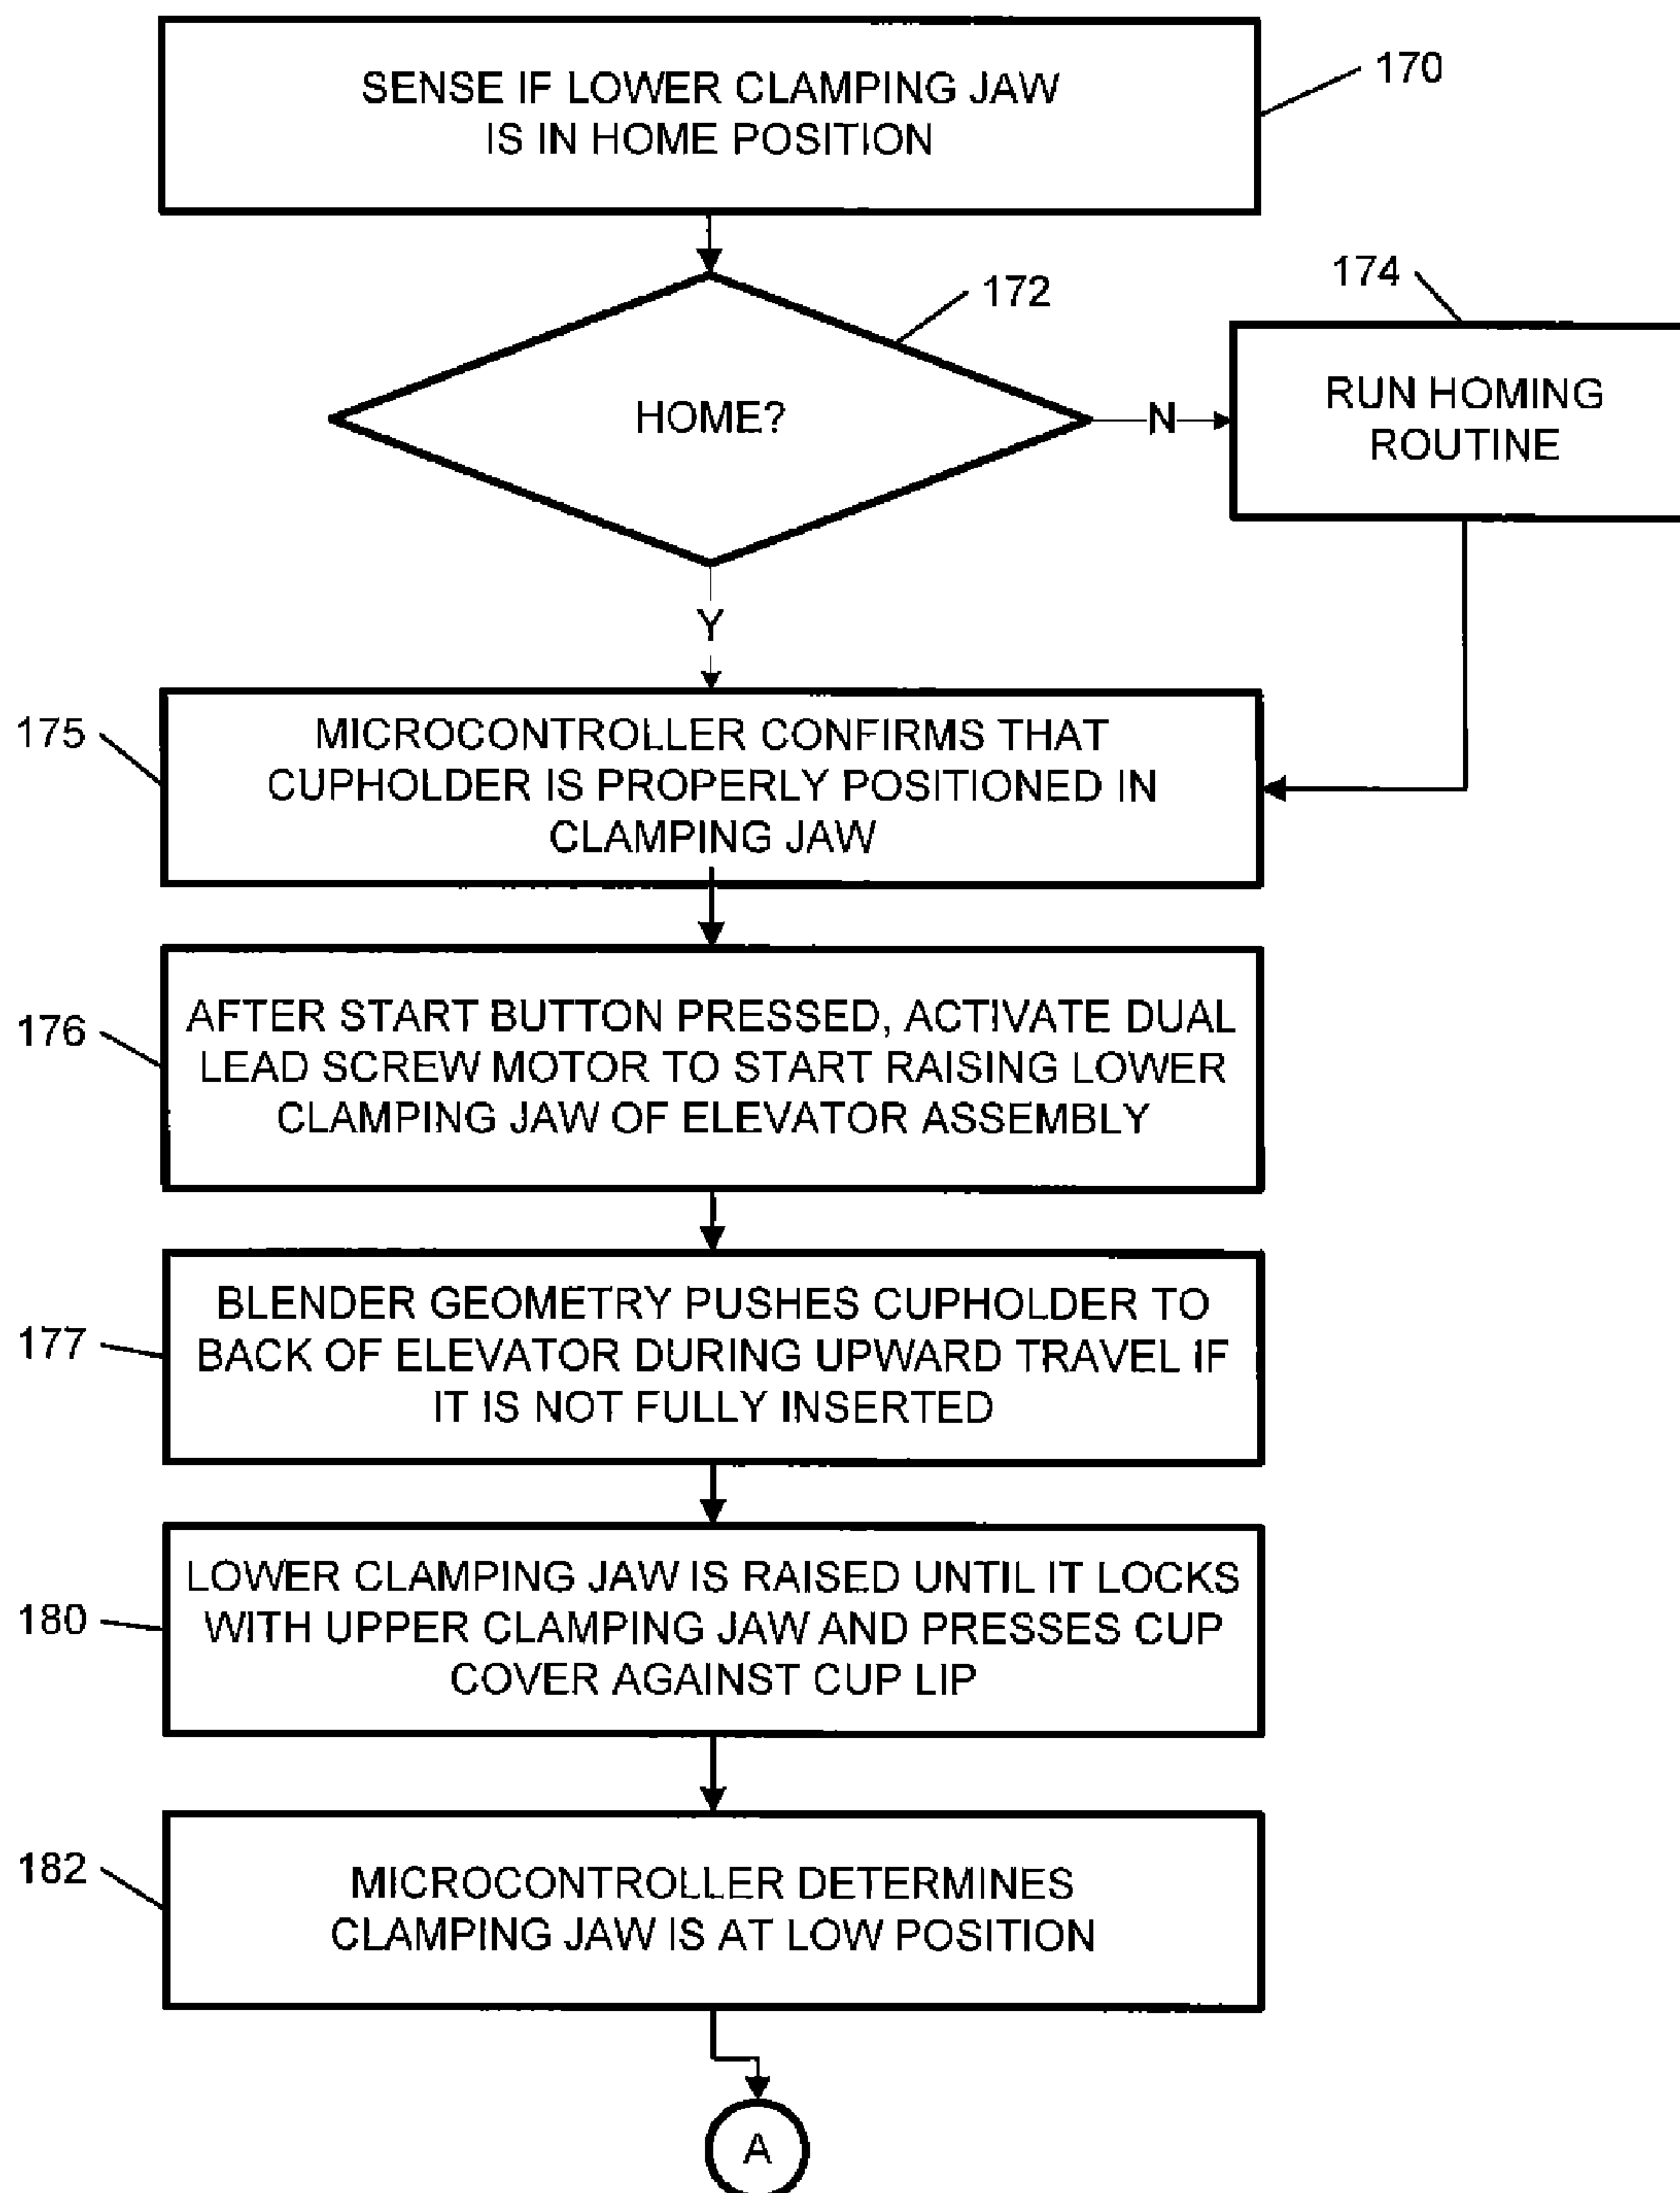 SENSE IF LOWER CLAMPING JAW
IS IN HOME POSITION
170
172
HOME?
N
174
RUN HOMING
ROUTINE
Y
175
MICROCONTROLLER CONFIRMS THAT
CUPHOLDER IS PROPERLY POSITIONED IN
CLAMPING JAW
176
AFTER START BUTTON PRESSED, ACTIVATE DUAL
LEAD SCREW MOTOR TO START RAISING LOWER
CLAMPING JAW OF ELEVATOR ASSEMBLY
177
BLENDER GEOMETRY PUSHES CUPHOLDER TO
BACK OF ELEVATOR DURING UPWARD TRAVEL IF
IT IS NOT FULLY INSERTED
180
LOWER CLAMPING JAW IS RAISED UNTIL IT LOCKS
WITH UPPER CLAMPING JAW AND PRESSES CUP
COVER AGAINST CUP LIP
182
MICROCONTROLLER DETERMINES
CLAMPING JAW IS AT LOW POSITION
A